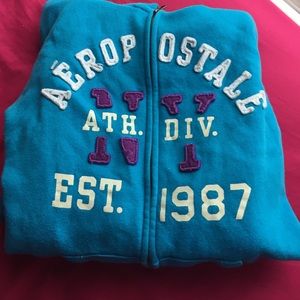 AÉROPOSTALE
ATH. DIV.
EST. 1987